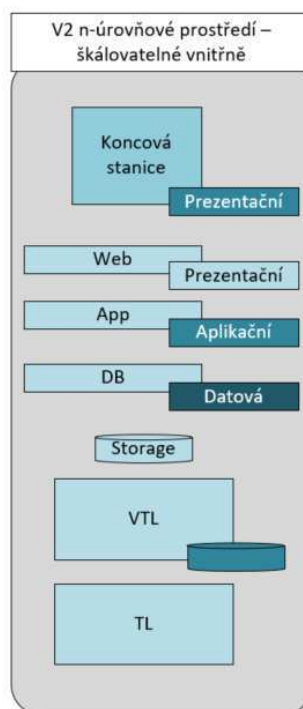 V2 n-úrovňové prostředí –
škálovatelné vnitřně
Koncová
stanice
Prezentační
Web
Prezentační
App
Aplikační
DB
Datová
Storage
VTL
TL